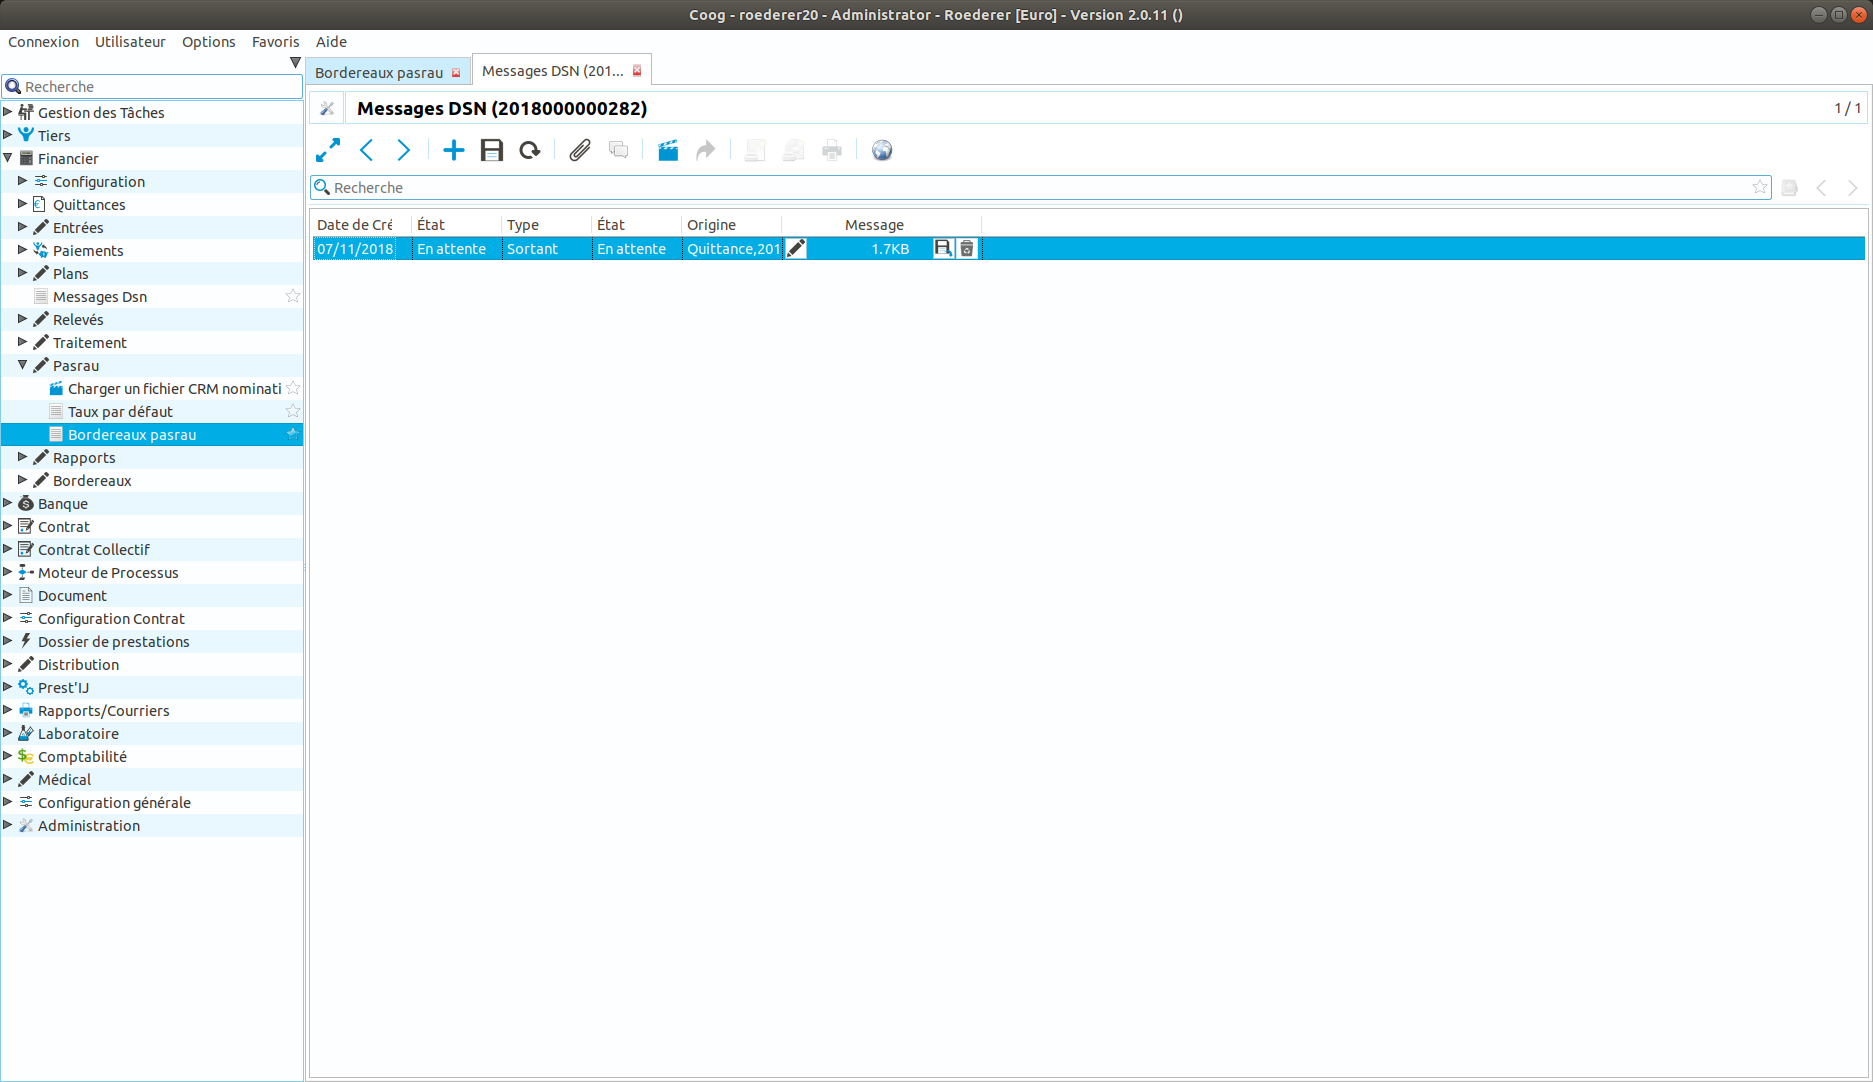 Coog - roederer20 - Administrator - Roederer [Euro] - Version 2.0.11 ()
Connexion Utilisateur Options Favoris Aide
Recherche
Gestion des Tâches
Tiers
Financier
Configuration
Quittances
Entrées
Paiements
Plans
Messages Dsn
Relevés
Traitement
Pasrau
Charger un fichier CRM nominati
Taux par défaut
Bordereaux pasrau
Rapports
Bordereaux
Banque
Contrat
Contrat Collectif
Moteur de Processus
Document
Configuration Contrat
Dossier de prestations
Distribution
Prest'IJ
Rapports/Courriers
Laboratoire
Comptabilité
Médical
Configuration générale
Administration
Bordereaux pasrau Messages DSN (201...
Messages DSN (2018000000282) 1 / 1
Recherche
Date de Cré État Type État Origine Message
07/11/2018 En attente Sortant En attente Quittance,201 1.7KB